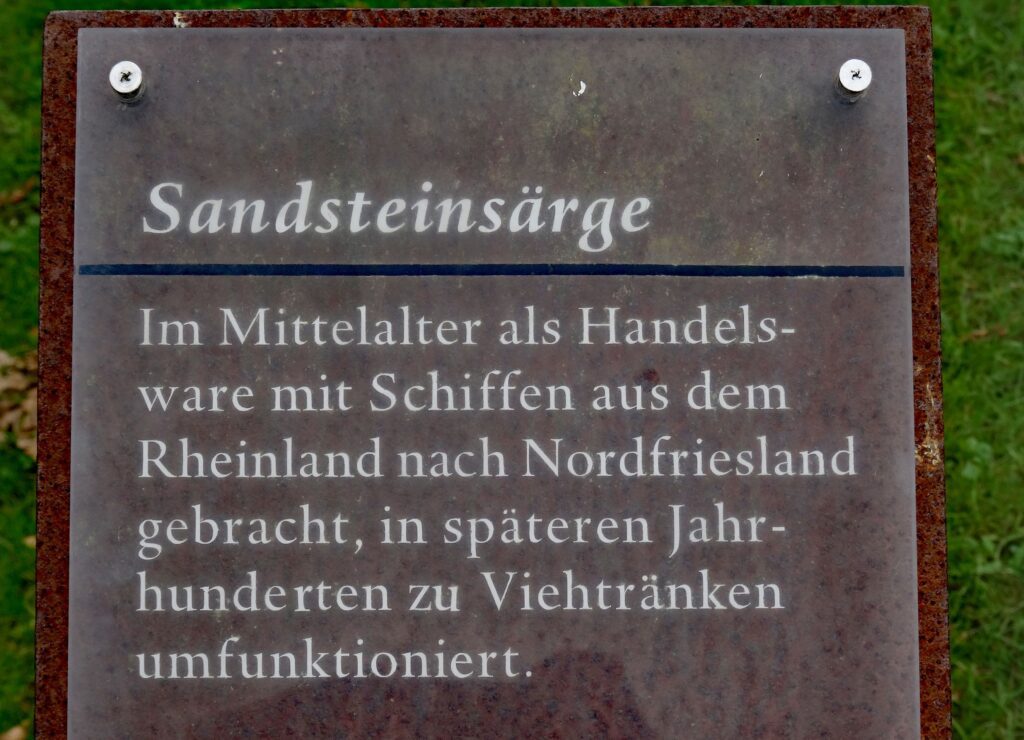 Sandsteinsärge
Im Mittelalter als Handels-
ware mit Schiffen aus dem
Rheinland nach Nordfriesland
gebracht, in späteren Jahr-
hunderten zu Viehtränken
umfunktioniert.